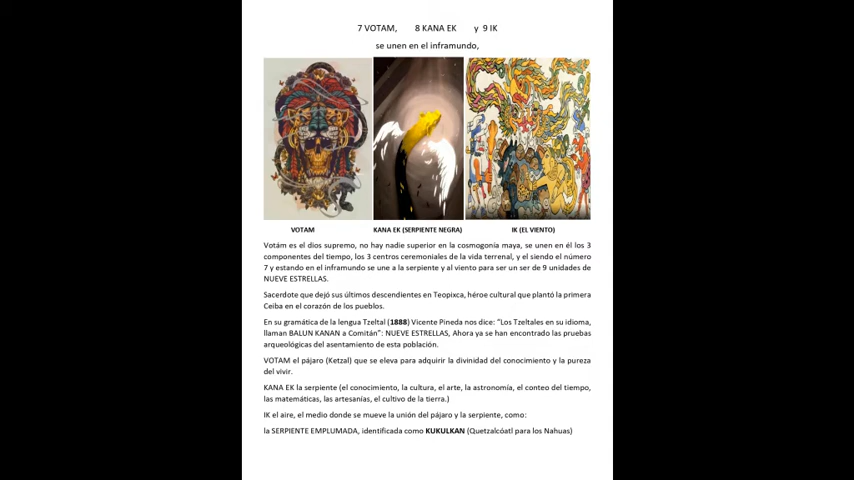 7 VOTAM, 8 KANA EK y 9 IK
se unen en el inframundo,
VOTAM KANA EK (SERPIENTE NEGRA) IK (EL VIENTO)
Votám es el dios supremo, no hay nadie superior en la cosmogonía maya, se unen en él los 3
componentes del tiempo, los 3 centros ceremoniales de la vida terrenal, y el siendo el número
7 y estando en el inframundo se une a la serpiente y al viento para ser un ser de 9 unidades de
NUEVE ESTRELLAS.
Sacerdote que dejó sus últimos descendientes en Teopixca, héroe cultural que plantó la primera
Ceiba en el corazón de los pueblos.
En su gramática de la lengua Tzeltal (1888) Vicente Pineda nos dice: “Los Tzeltales en su idioma,
llaman BALUN KANAN a Comitán”: NUEVE ESTRELLAS, Ahora ya se han encontrado las pruebas
arqueológicas del asentamiento de esta población.
VOTAM el pájaro (Ketzal) que se eleva para adquirir la divinidad del conocimiento y la pureza
del vivir.
KANA EK la serpiente (el conocimiento, la cultura, el arte, la astronomía, el conteo del tiempo,
las matemáticas, las artesanías, el cultivo de la tierra.)
IK el aire, el medio donde se mueve la unión del pájaro y la serpiente, como:
la SERPIENTE EMPLUMADA, identificada como KUKULKAN (Quetzalcóatl para los Nahuas)